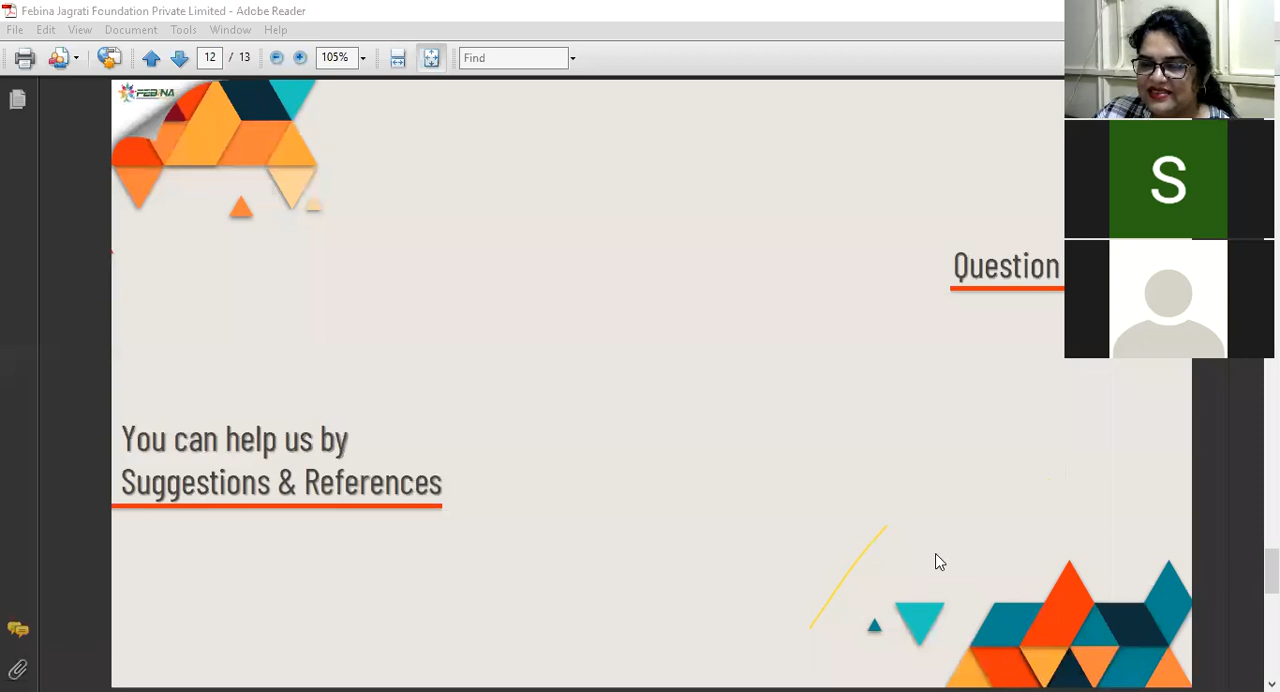 Febina Jagrati Foundation Private Limited - Adobe Reader
File Edit View Document Tools Window Help
12 / 13 105% Find
FEBINA
Question
You can help us by
Suggestions & References
S